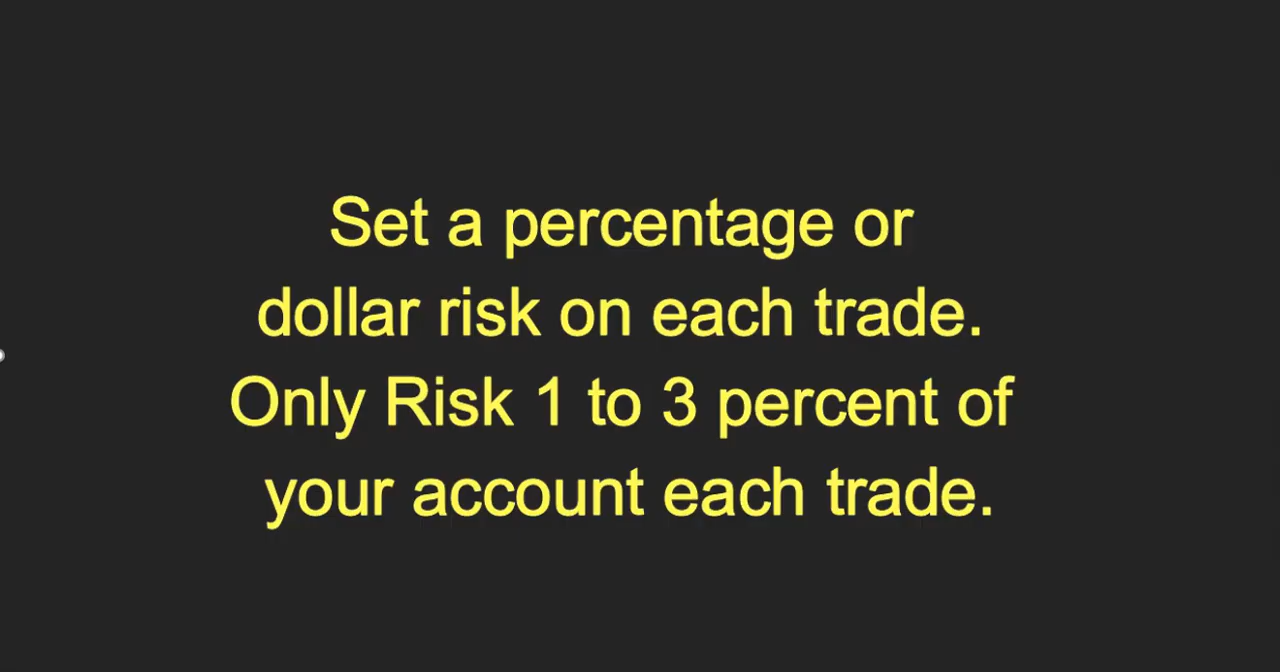 Set a percentage or
dollar risk on each trade.
Only Risk 1 to 3 percent of
your account each trade.